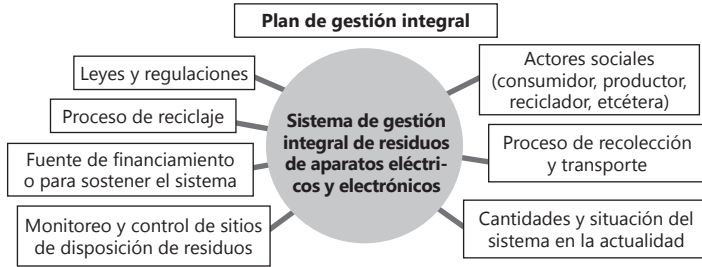 Plan de gestión integral
Leyes y regulaciones
Proceso de reciclaje
Fuente de financiamiento
o para sostener el sistema
Monitoreo y control de sitios
de disposición de residuos
Sistema de gestión
integral de residuos
de aparatos eléctri-
cos y electrónicos
Actores sociales
(consumidor, productor,
reciclador, etcétera)
Proceso de recolección
y transporte
Cantidades y situación del
sistema en la actualidad